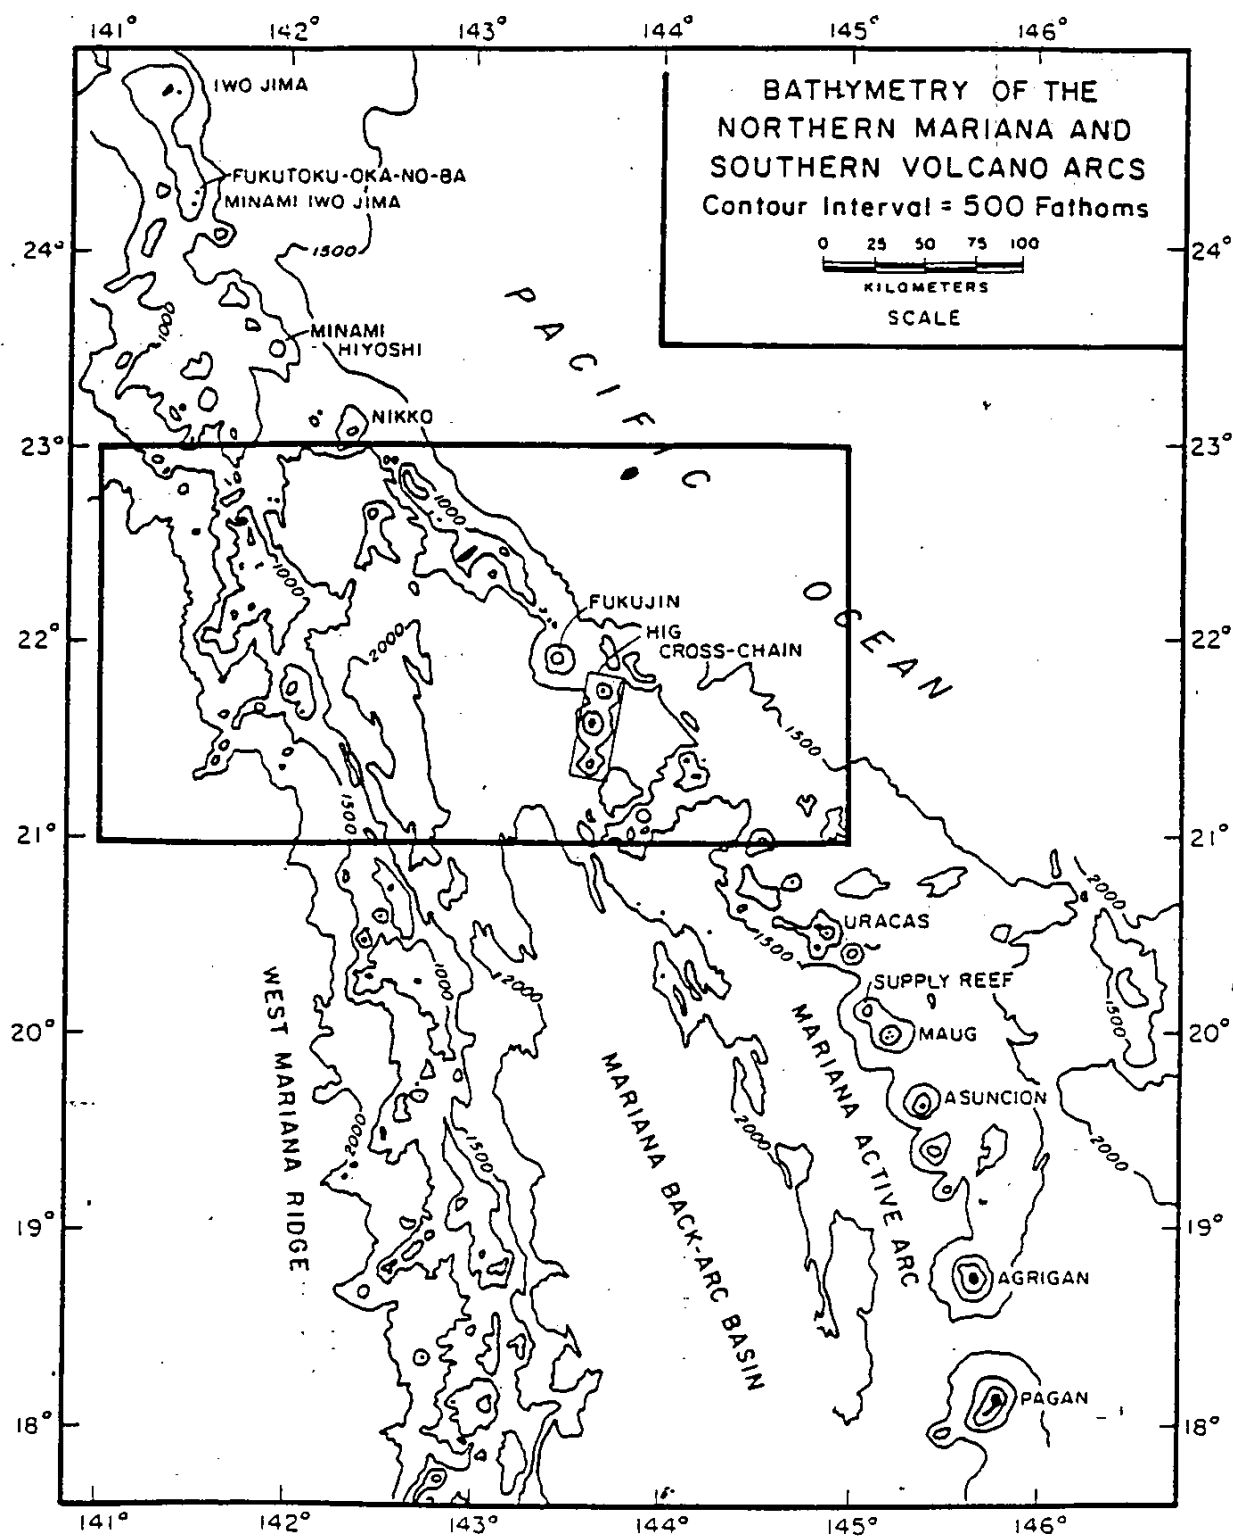 141° 142° 143° 144° 145° 146°
BATHYMETRY OF THE
NORTHERN MARIANA AND
SOUTHERN VOLCANO ARCS
Contour Interval = 500 Fathoms
0 25 50 75 100
KILOMETERS
SCALE
IWO JIMA
FUKUTOKU-OKA-NO-BA
MINAMI IWO JIMA
24° 24°
1500
1000
MINAMI
HIYOSHI
PACIFIC OCEAN
NIKKO
23° 23°
1000
1000
FUKUJIN
HIG
CROSS-CHAIN
22° 22°
2000
1500
1500
21° 21°
2000
URACAS
1500
1000
2000
SUPPLY REEF
1500
MAUG
20° 20°
WEST MARIANA RIDGE
MARIANA BACK-ARC BASIN
MARIANA ACTIVE ARC
ASUNCION
2000
1500
2000
2000
19° 19°
AGRIGAN
PAGAN
18° 18°
141° 142° 143° 144° 145° 146°